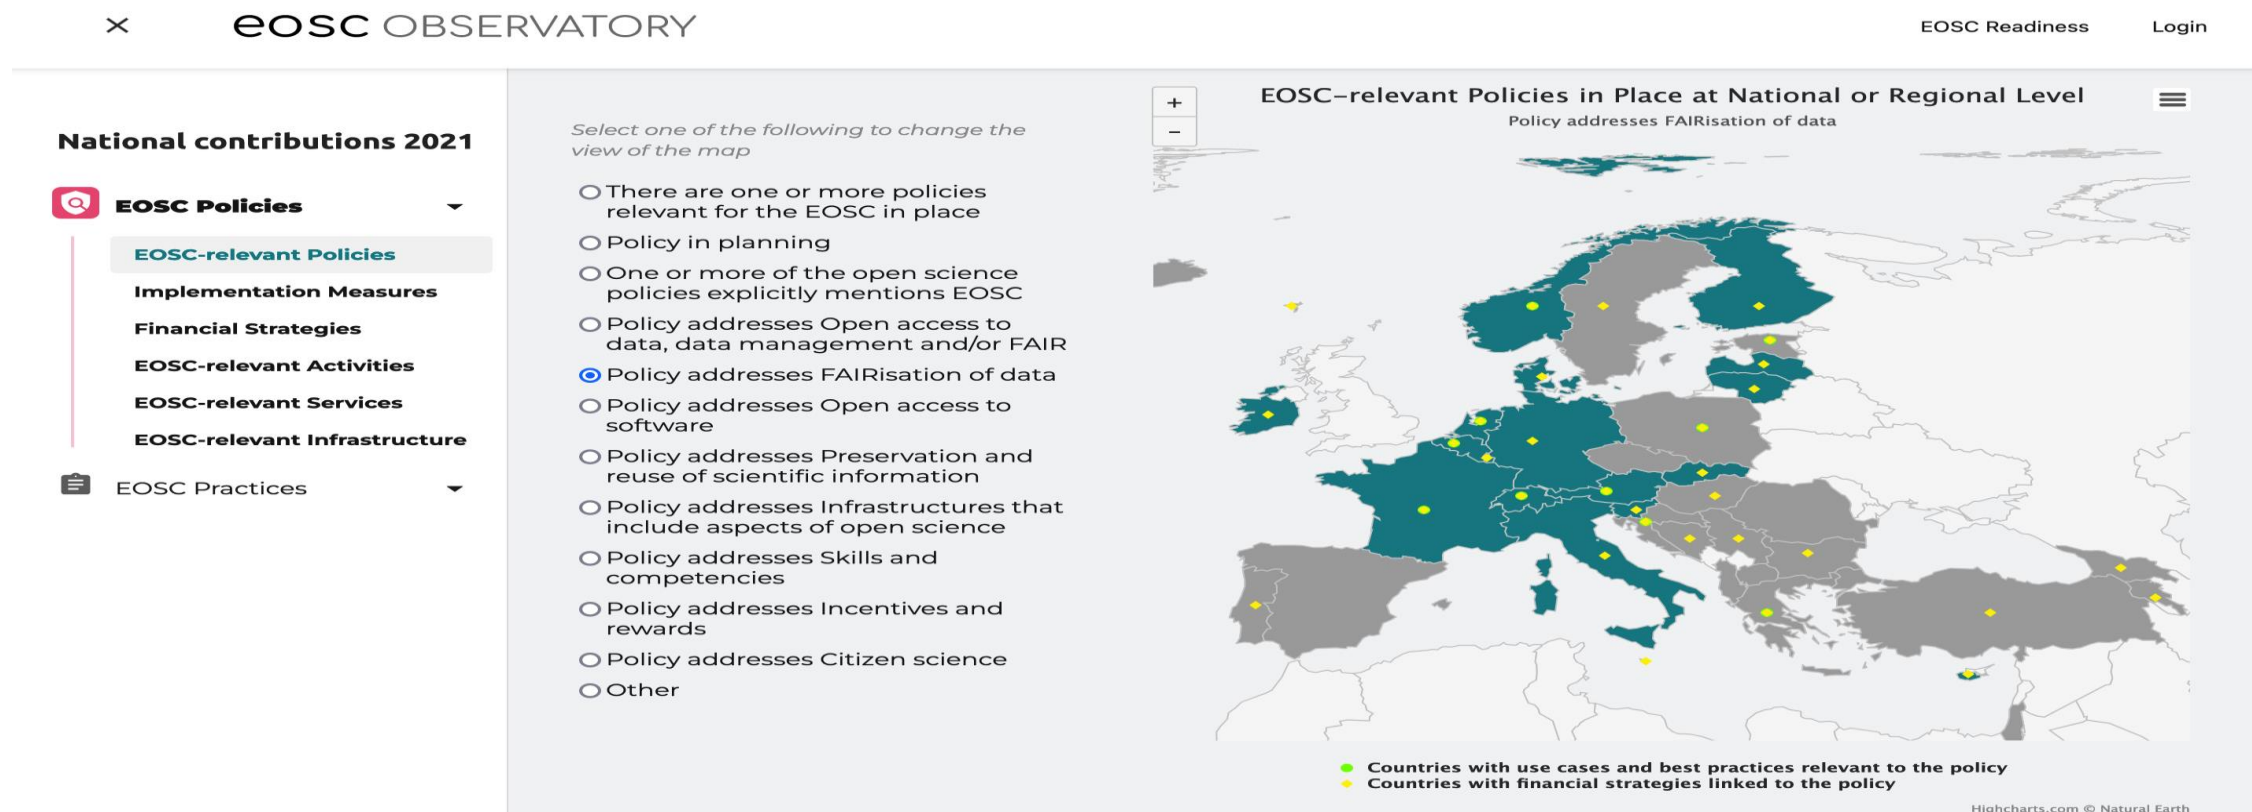 eosc OBSERVATORY
EOSC Readiness
Login
National contributions 2021
EOSC Policies
EOSC-relevant Policies
Implementation Measures
Financial Strategies
EOSC-relevant Activities
EOSC-relevant Services
EOSC-relevant Infrastructure
EOSC Practices
Select one of the following to change the
view of the map
There are one or more policies
relevant for the EOSC in place
Policy in planning
One or more of the open science
policies explicitly mentions EOSC
Policy addresses Open access to
data, data management and/or FAIR
Policy addresses FAIRisation of data
Policy addresses Open access to
software
Policy addresses Preservation and
reuse of scientific information
Policy addresses Infrastructures that
include aspects of open science
Policy addresses Skills and
competencies
Policy addresses Incentives and
rewards
Policy addresses Citizen science
Other
+
−
EOSC-relevant Policies in Place at National or Regional Level
Policy addresses FAIRisation of data
Countries with use cases and best practices relevant to the policy
Countries with financial strategies linked to the policy
Highcharts.com © Natural Earth